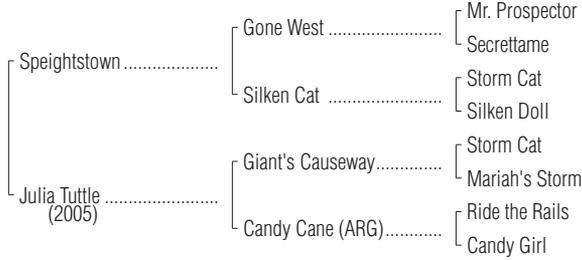 Mr. Prospector
Gone West ........................
Secrettame
Speightstown ....................
Storm Cat
Silken Cat ........................
Silken Doll
Storm Cat
Giant's Causeway..............
Mariah's Storm
Julia Tuttle ........................
(2005)
Ride the Rails
Candy Cane (ARG)............
Candy Girl